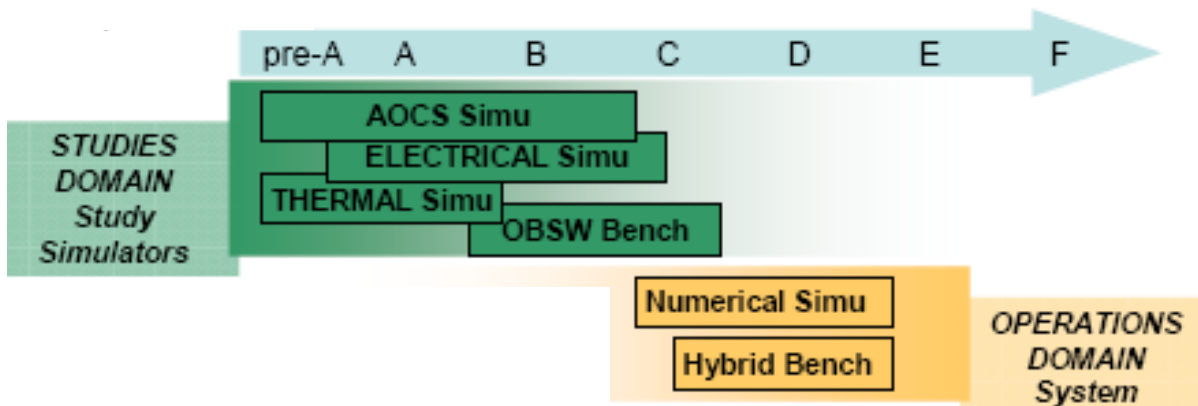 pre-A A B C D E F
AOCS Simu
ELECTRICAL Simu
THERMAL Simu
OBSW Bench
STUDIES
DOMAIN
Study
Simulators
Numerical Simu
Hybrid Bench
OPERATIONS
DOMAIN
System